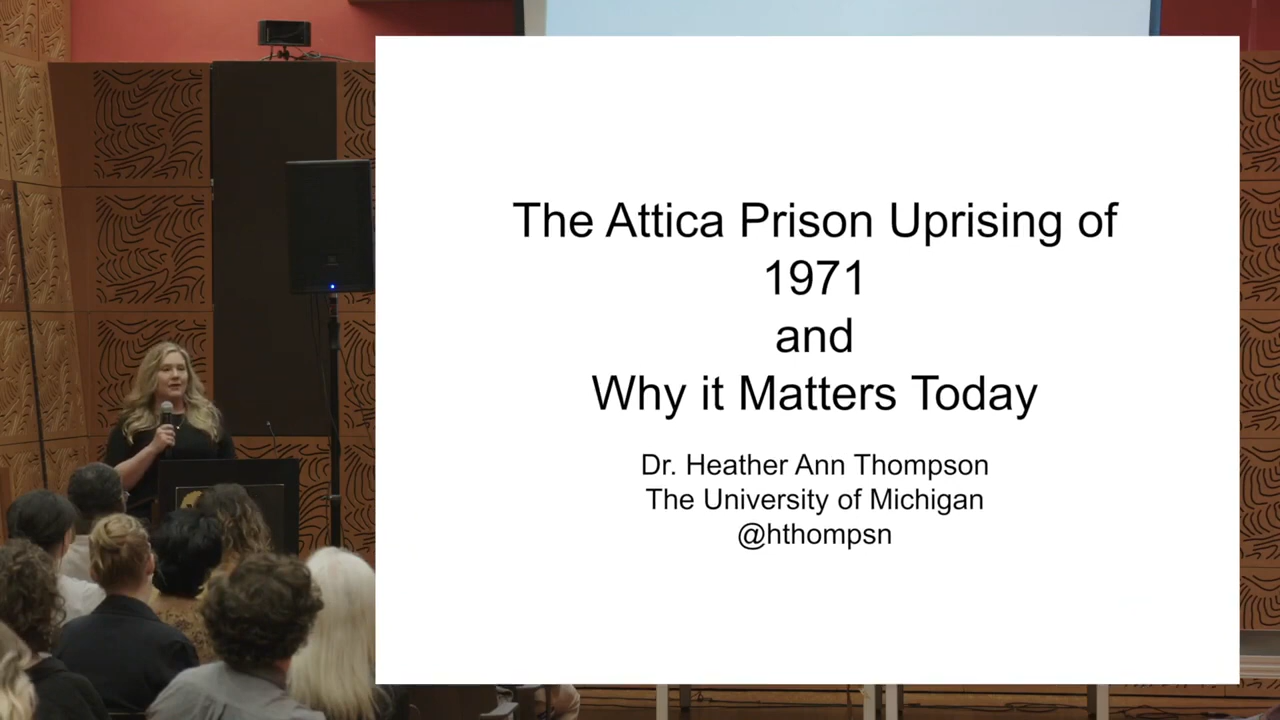 The Attica Prison Uprising of
1971
and
Why it Matters Today
Dr. Heather Ann Thompson
The University of Michigan
@hthompsn